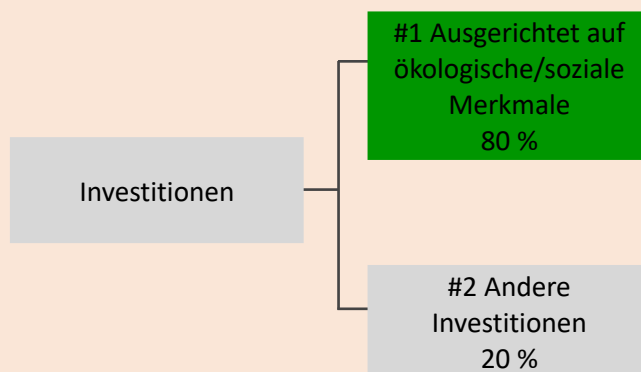 #1 Ausgerichtet auf
ökologische/soziale
Merkmale
80 %
Investitionen
#2 Andere
Investitionen
20 %